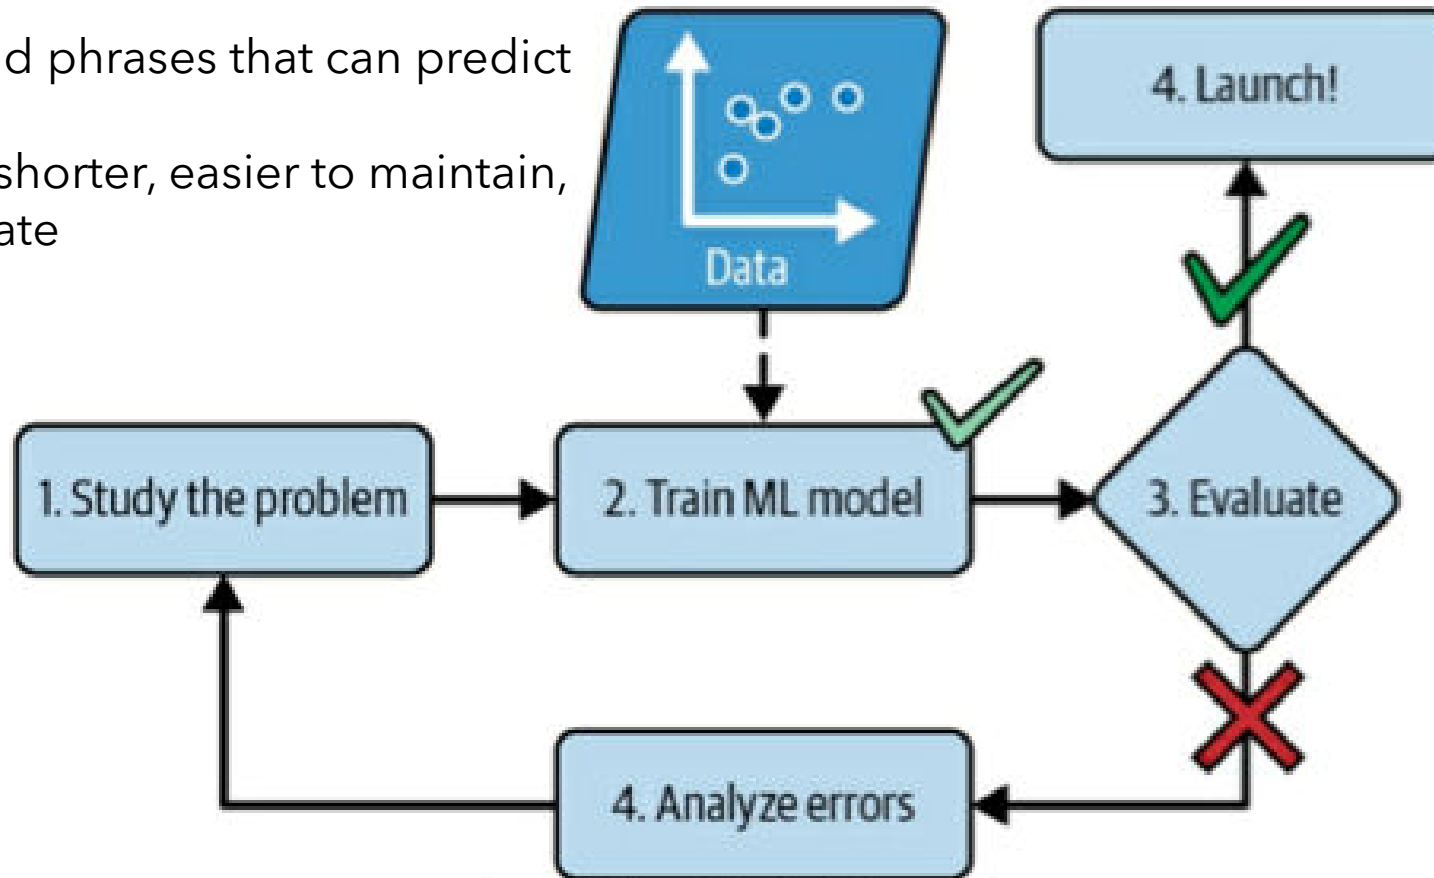 d phrases that can predict
shorter, easier to maintain,
ate
Data
4. Launch!
1. Study the problem
2. Train ML model
3. Evaluate
4. Analyze errors